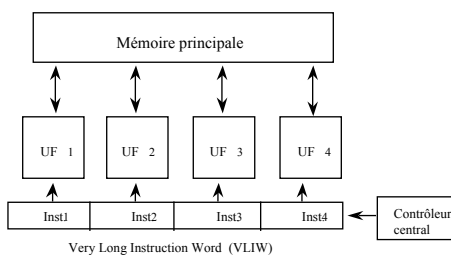 Mémoire principale
UF 1
UF 2
UF 3
UF 4
Inst1
Inst2
Inst3
Inst4
Contrôleur
central
Very Long Instruction Word (VLIW)